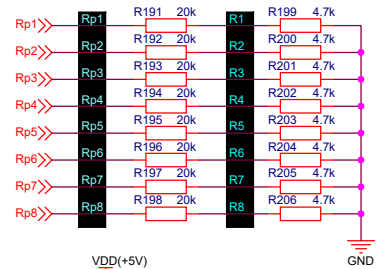 R191 20k R199 4.7k
Rp1 Rp1 R1
R192 20k R200 4.7k
Rp2 Rp2 R2
R193 20k R201 4.7k
Rp3 Rp3 R3
R194 20k R202 4.7k
Rp4 Rp4 R4
R195 20k R203 4.7k
Rp5 Rp5 R5
R196 20k R204 4.7k
Rp6 Rp6 R6
R197 20k R205 4.7k
Rp7 Rp7 R7
R198 20k R206 4.7k
Rp8 Rp8 R8
VDD(+5V) GND